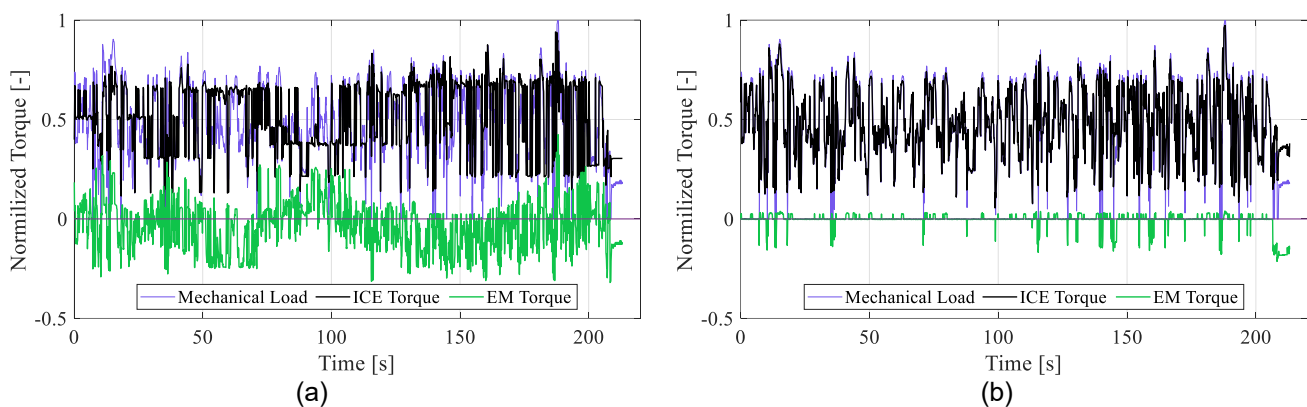 1
0.5
0
-0.5
Normilized Torque [-]
Mechanical Load ICE Torque EM Torque
0 50 100 150 200
Time [s]
(a)
1
0.5
0
-0.5
Normilized Torque [-]
Mechanical Load ICE Torque EM Torque
0 50 100 150 200
Time [s]
(b)